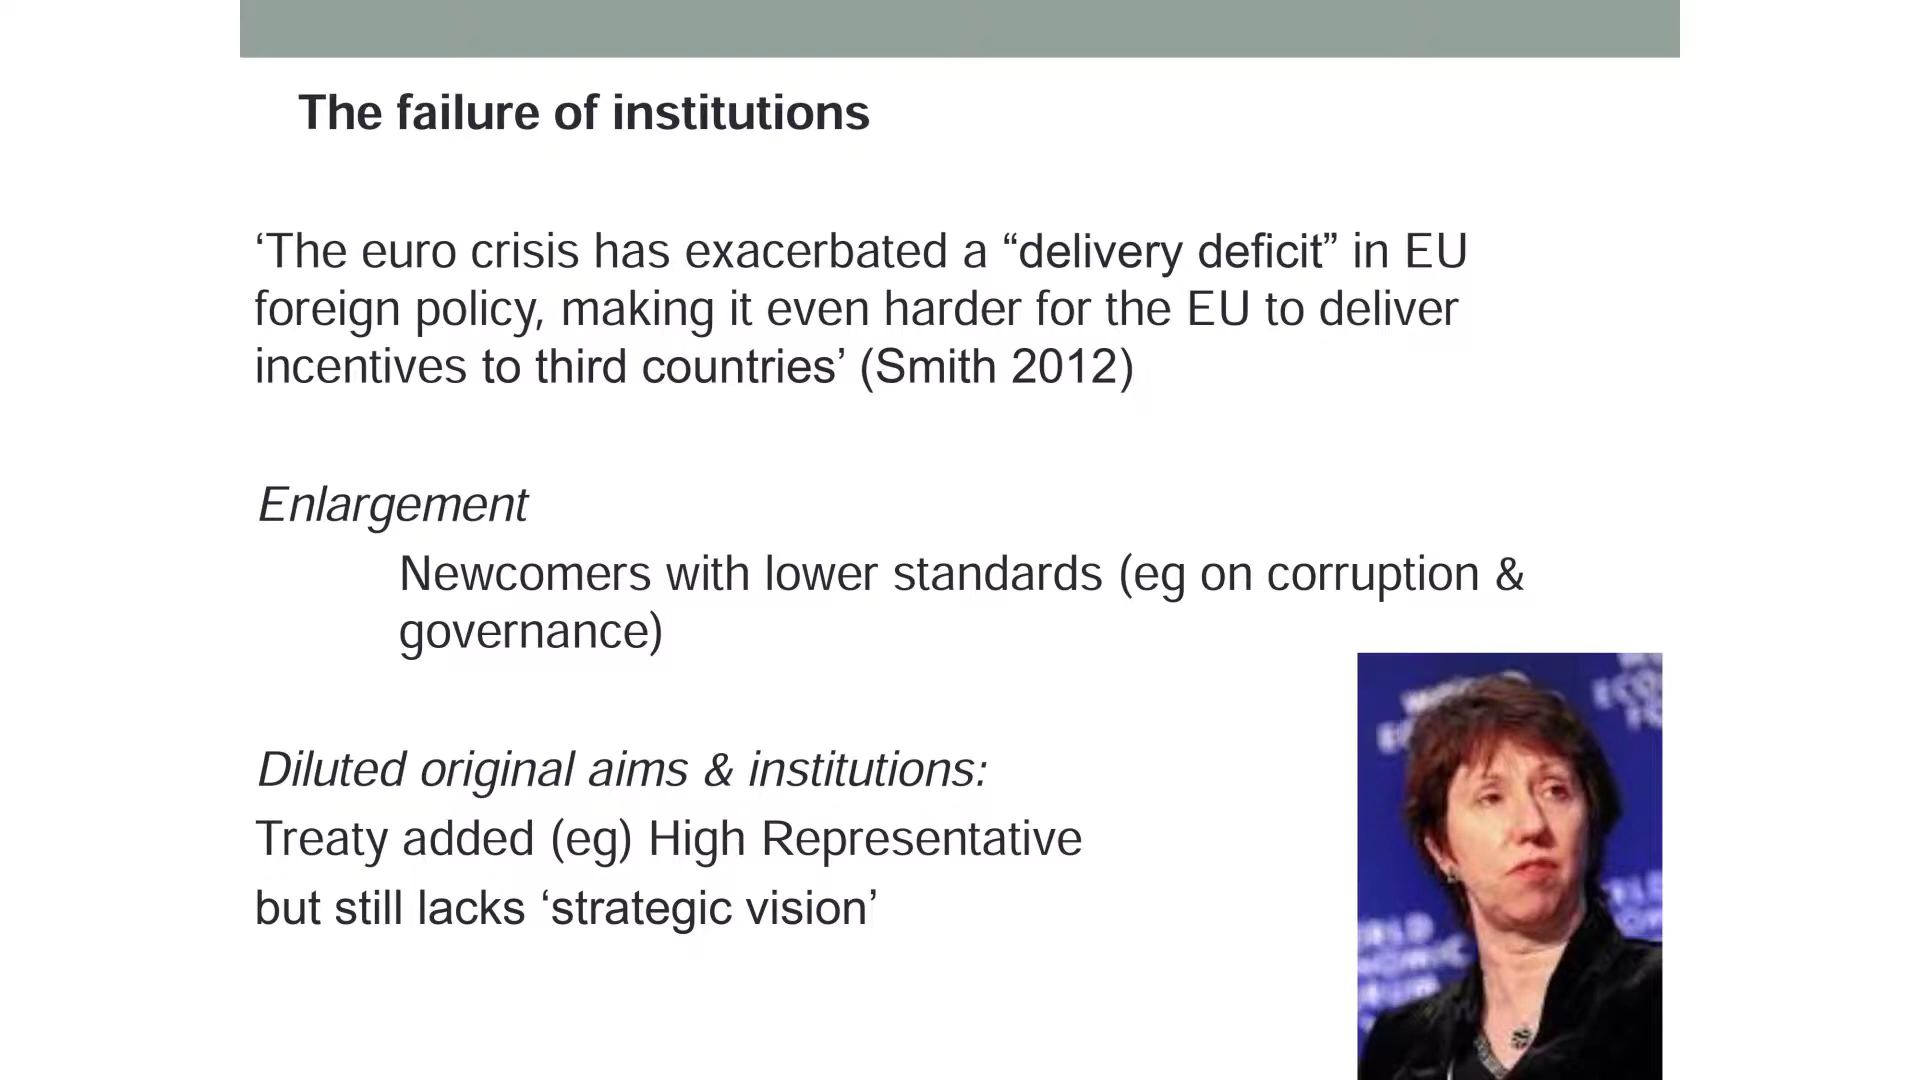 The failure of institutions
‘The euro crisis has exacerbated a “delivery deficit” in EU
foreign policy, making it even harder for the EU to deliver
incentives to third countries’ (Smith 2012)
Enlargement
Newcomers with lower standards (eg on corruption &
governance)
Diluted original aims & institutions:
Treaty added (eg) High Representative
but still lacks ‘strategic vision’